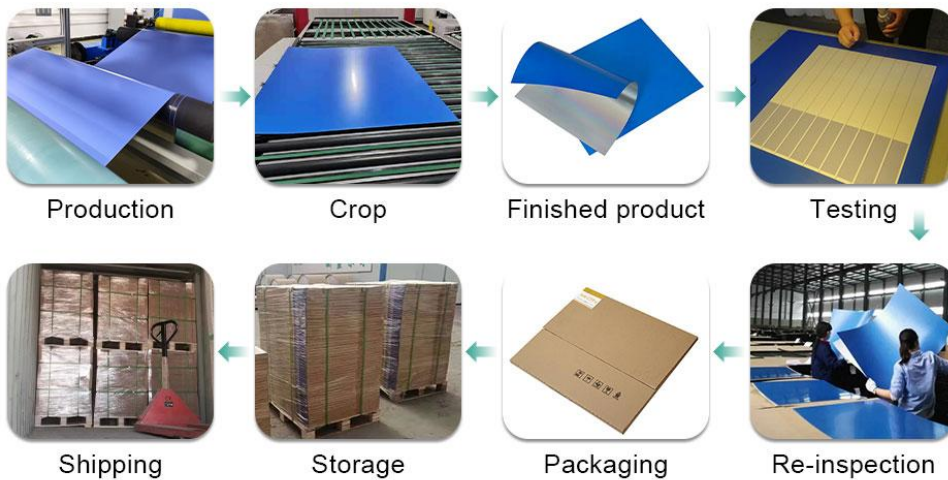 Production
Crop
Finished product
Testing
Shipping
Storage
Packaging
Re-inspection